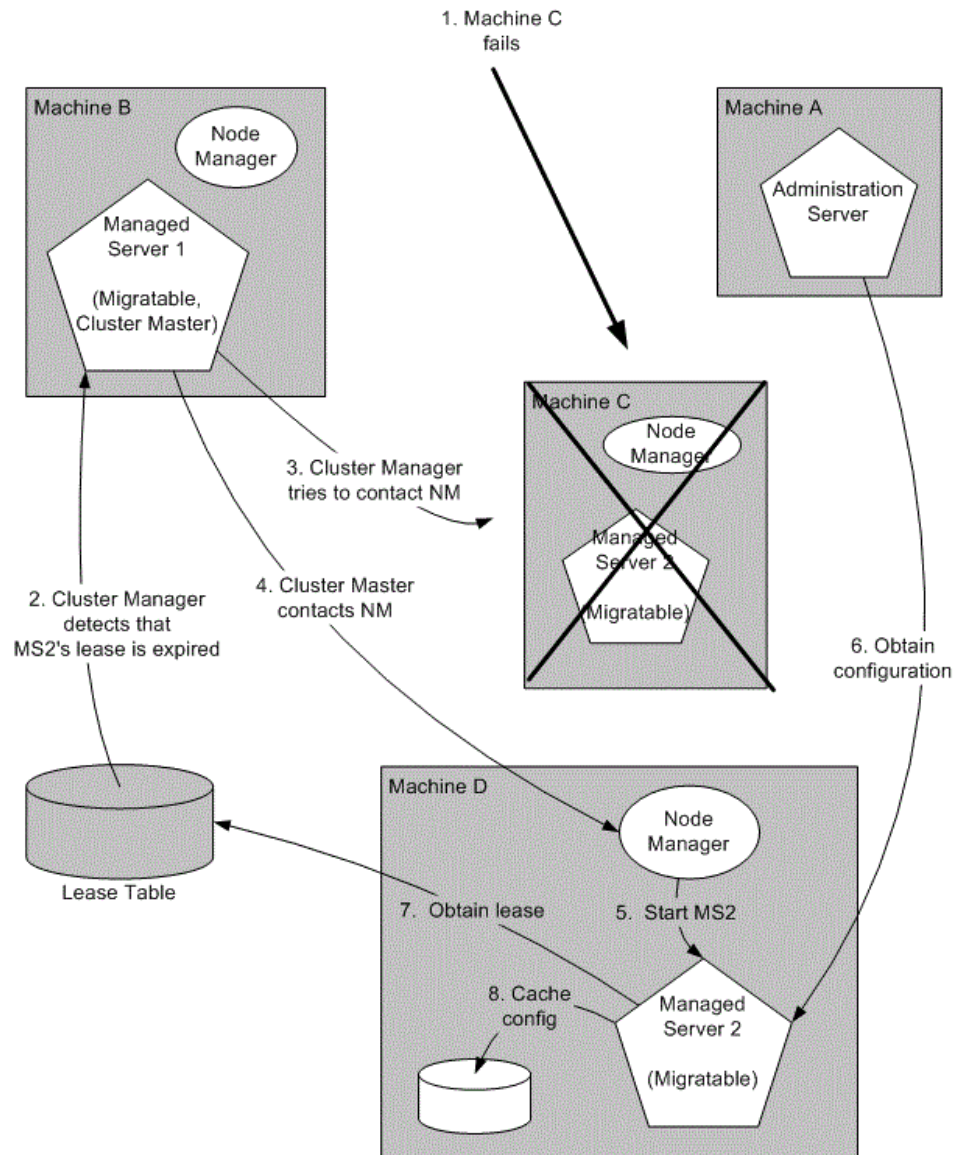 1. Machine C
fails
Machine B
Node
Manager
Managed
Server 1
(Migratable,
Cluster Master)
Machine A
Administration
Server
Machine C
Node
Manager
Managed
Server 2
Migratable)
3. Cluster Manager
tries to contact NM
4. Cluster Master
contacts NM
2. Cluster Manager
detects that
MS2's lease is expired
6. Obtain
configuration
Lease Table
Machine D
Node
Manager
7. Obtain lease
5. Start MS2
8. Cache
config
Managed
Server 2
(Migratable)